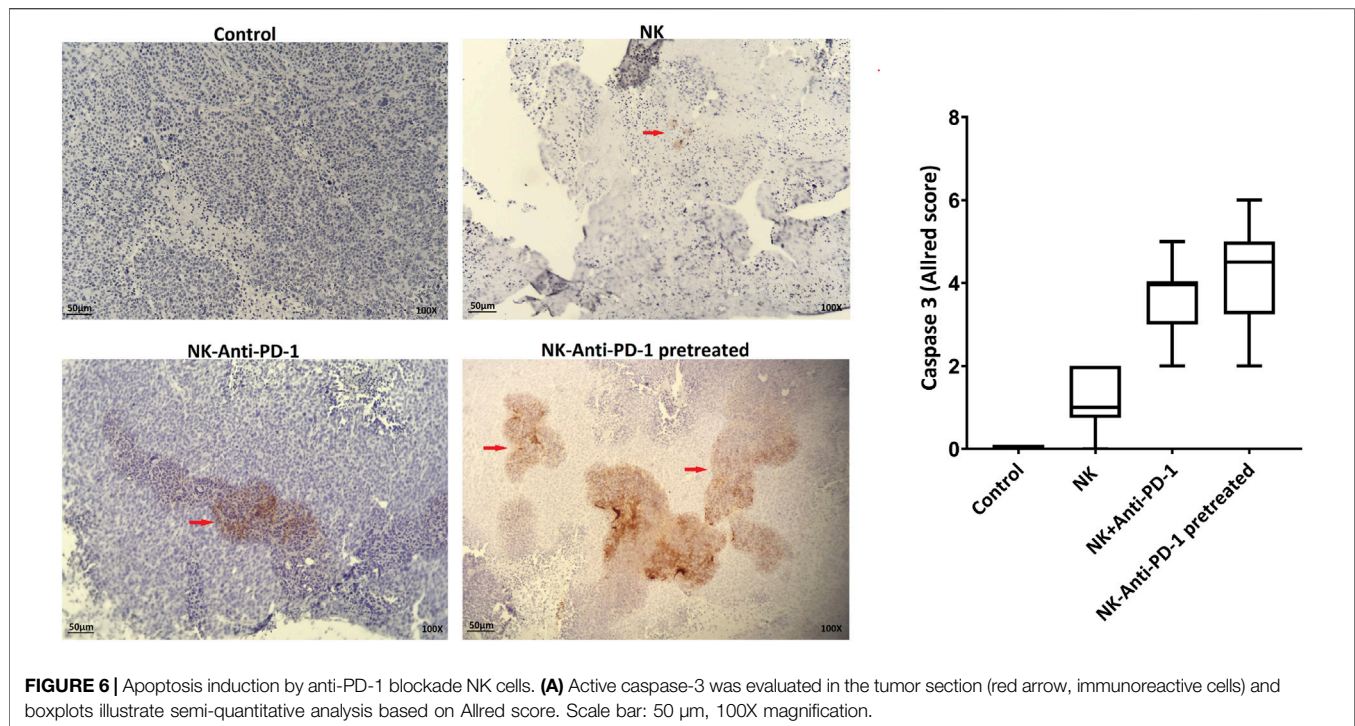 Control
50µm
100X
NK
50µm
100X
NK-Anti-PD-1
50µm
100X
NK-Anti-PD-1 pretreated
50µm
100X
Caspase 3 (Allred score)
8
6
4
2
0
Control
NK
NK+Anti-PD-1
NK-Anti-PD-1 pretreated
FIGURE 6 | Apoptosis induction by anti-PD-1 blockade NK cells. (A) Active caspase-3 was evaluated in the tumor section (red arrow, immunoreactive cells) and
boxplots illustrate semi-quantitative analysis based on Allred score. Scale bar: 50 µm, 100X magnification.